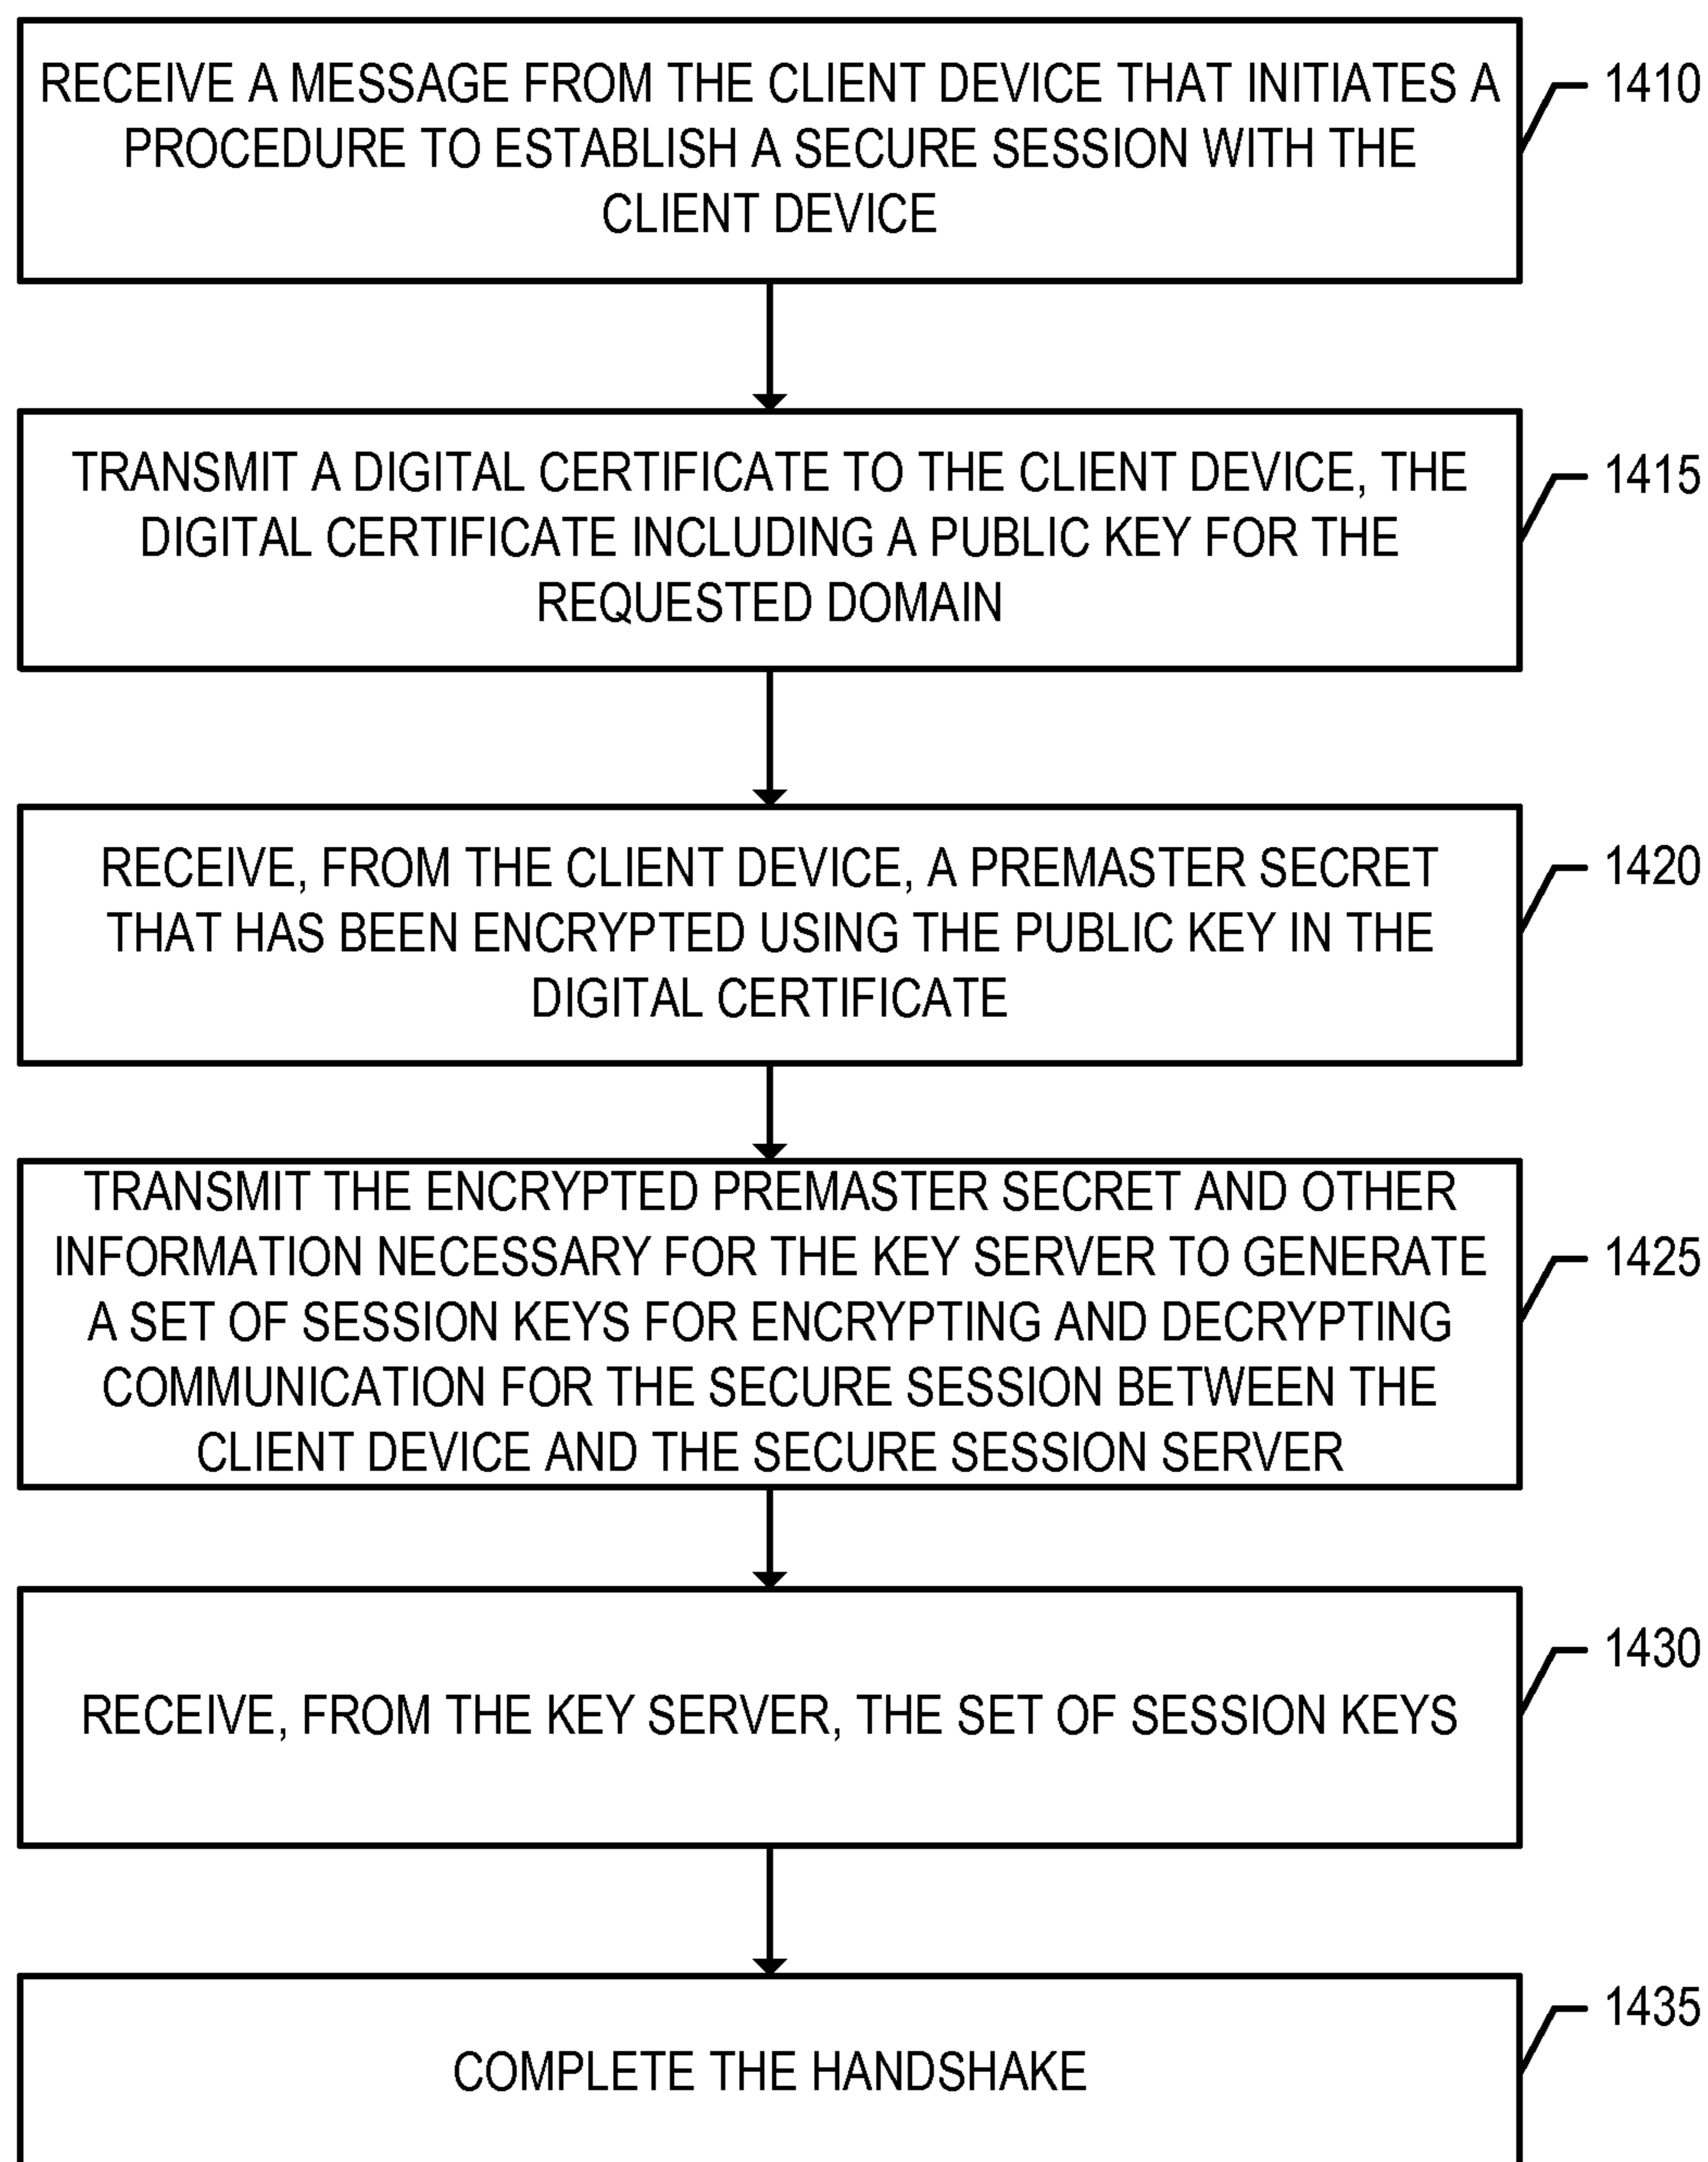 RECEIVE A MESSAGE FROM THE CLIENT DEVICE THAT INITIATES A
PROCEDURE TO ESTABLISH A SECURE SESSION WITH THE
CLIENT DEVICE
1410
TRANSMIT A DIGITAL CERTIFICATE TO THE CLIENT DEVICE, THE
DIGITAL CERTIFICATE INCLUDING A PUBLIC KEY FOR THE
REQUESTED DOMAIN
1415
RECEIVE, FROM THE CLIENT DEVICE, A PREMASTER SECRET
THAT HAS BEEN ENCRYPTED USING THE PUBLIC KEY IN THE
DIGITAL CERTIFICATE
1420
TRANSMIT THE ENCRYPTED PREMASTER SECRET AND OTHER
INFORMATION NECESSARY FOR THE KEY SERVER TO GENERATE
A SET OF SESSION KEYS FOR ENCRYPTING AND DECRYPTING
COMMUNICATION FOR THE SECURE SESSION BETWEEN THE
CLIENT DEVICE AND THE SECURE SESSION SERVER
1425
RECEIVE, FROM THE KEY SERVER, THE SET OF SESSION KEYS
1430
COMPLETE THE HANDSHAKE
1435